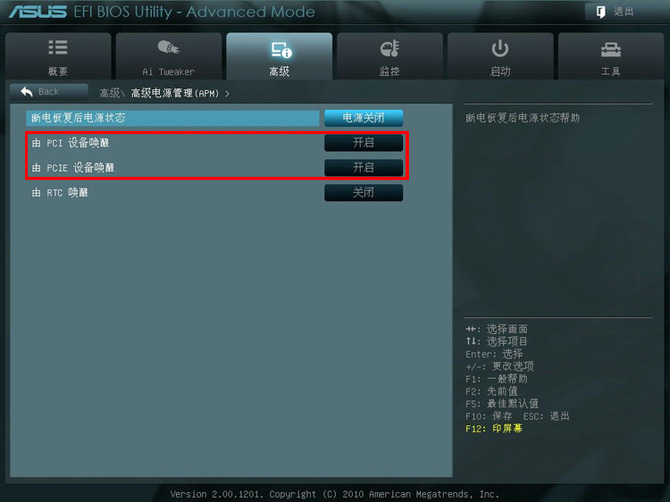 ASUS EFI BIOS Utility - Advanced Mode
退出
概要
Ai Tweaker
高级
监控
启动
工具
Back
高级\ 高级电源管理(APM) >
断电恢复后电源状态 电源关闭
由 PCI 设备唤醒 开启
由 PCIE 设备唤醒 开启
由 RTC 唤醒 关闭
断电恢复后电源状态帮助
→←: 选择画面
↑↓: 选择项目
Enter: 选择
+/-: 更改选项
F1: 一般帮助
F2: 先前值
F5: 最佳默认值
F10: 保存 ESC: 退出
F12: 印屏幕
Version 2.00.1201. Copyright (C) 2010 American Megatrends, Inc.